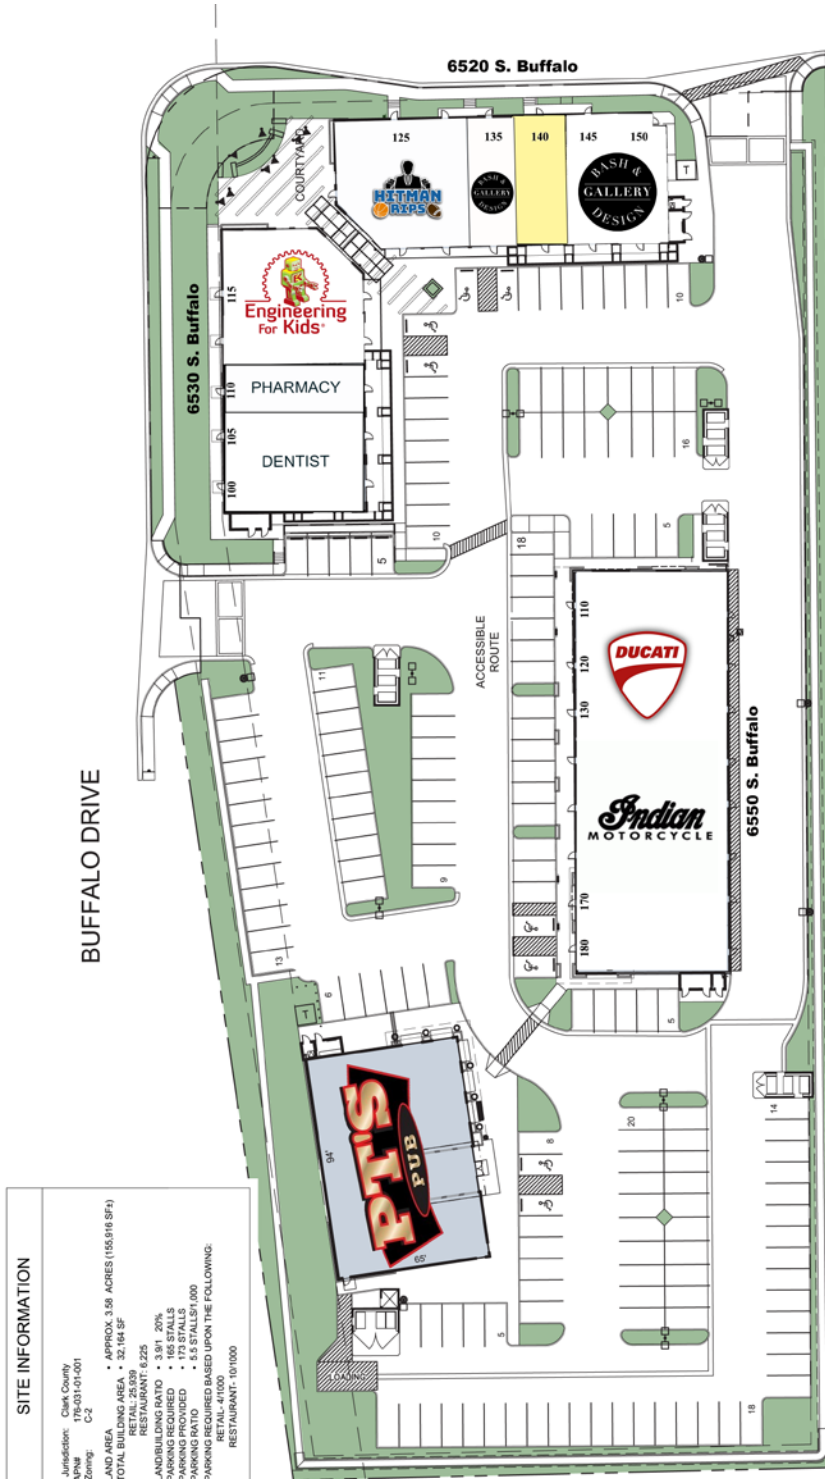 6520 S. Buffalo
125
135
140
145
150
HITMAN
RIPS
BASH &
GALLERY
DESIGN
BASH &
GALLERY
DESIGN
T
COURTYARD
6530 S. Buffalo
115
Engineering
For Kids
110
PHARMACY
105
DENTIST
100
10
10
16
5
5
18
ACCESSIBLE
ROUTE
11
9
13
6
T
BUFFALO DRIVE
110
120
130
170
180
DUCATI
Indian
MOTORCYCLE
6550 S. Buffalo
5
14
8
20
PT'S
PUB
94'
65'
5
18
LOADING
SITE INFORMATION
Jurisdiction: Clark County
APN# 176-031-01-001
Zoning: C-2
LAND AREA • APPROX. 3.58 ACRES (155,916 SF±)
TOTAL BUILDING AREA • 32,164 SF
RETAIL: 25,939
RESTAURANT: 6,225
LAND/BUILDING RATIO • 3.9/1 20%
PARKING REQUIRED • 165 STALLS
PARKING PROVIDED • 173 STALLS
PARKING RATIO • 5.5 STALLS/1,000
PARKING REQUIRED BASED UPON THE FOLLOWING:
RETAIL- 4/1000
RESTAURANT- 10/1000